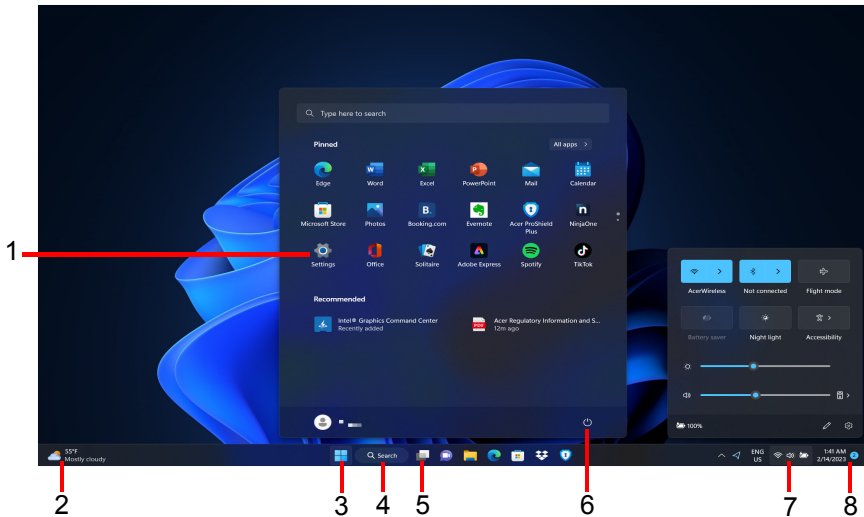 Type here to search
Pinned
All apps >
Edge
Word
Excel
PowerPoint
Mail
Calendar
Microsoft Store
Photos
B.
Booking.com
Evernote
Acer ProShield
Plus
n
NinjaOne
1
Settings
Office
Solitaire
Adobe Express
Spotify
TikTok
AcerWireless
Not connected
Flight mode
Recommended
Intel® Graphics Command Center
Recently added
PDF
Acer Regulatory Information and S...
12m ago
Battery saver
Night light
Accessibility
100%
55°F
Mostly cloudy
Search
ENG
US
1:41 AM
2/14/2023
2
2
3
4
5
6
7
8